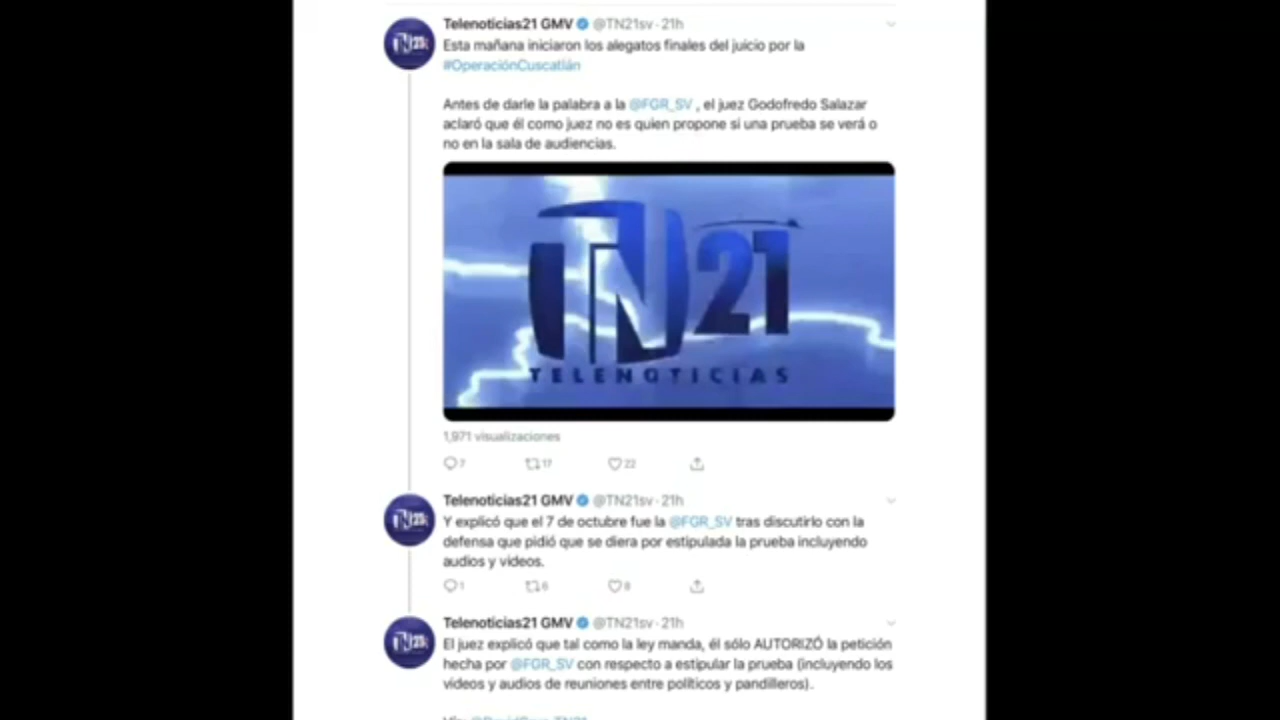 Telenoticias21 GMV @TN21sv · 21h
Esta mañana iniciaron los alegatos finales del juicio por la
#OperaciónCuscatlán
Antes de darle la palabra a la @FGR_SV , el juez Godofredo Salazar
aclaró que él como juez no es quien propone si una prueba se verá o
no en la sala de audiencias.
TN21
TELENOTICIAS
1,971 visualizaciones
7 17 22
Telenoticias21 GMV @TN21sv · 21h
Y explicó que el 7 de octubre fue la @FGR_SV tras discutirlo con la
defensa que pidió que se diera por estipulada la prueba incluyendo
audios y videos.
1 6 8
Telenoticias21 GMV @TN21sv · 21h
El juez explicó que tal como la ley manda, él sólo AUTORIZÓ la petición
hecha por @FGR_SV con respecto a estipular la prueba (incluyendo los
videos y audios de reuniones entre políticos y pandilleros).